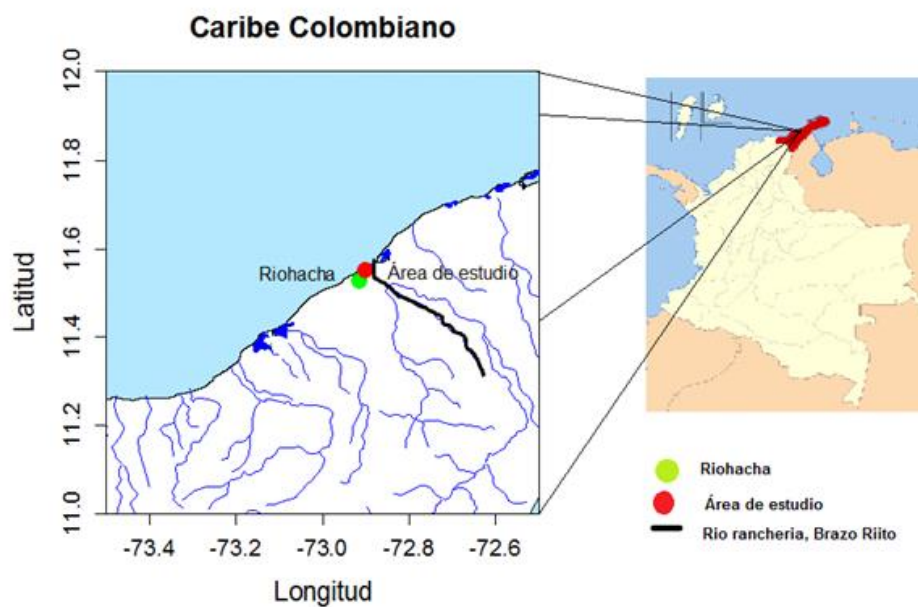 Caribe Colombiano
Latitud
12.0
11.8
11.6
11.4
11.2
11.0
Riohacha
Área de estudio
-73.4
-73.2
-73.0
-72.8
-72.6
Longitud
Riohacha
Área de estudio
Rio rancheria, Brazo Riito